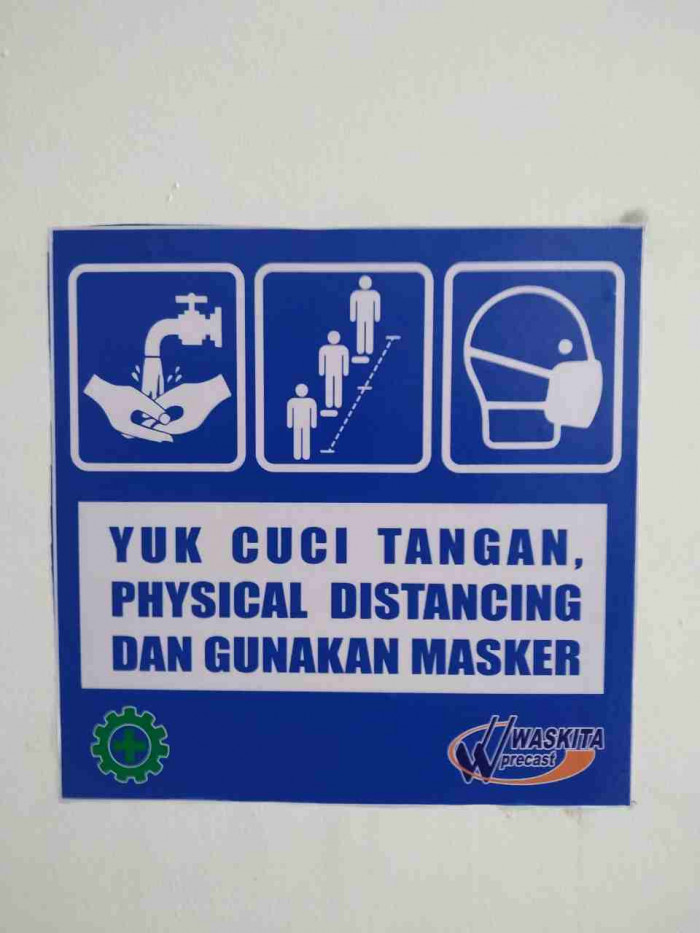 YUK CUCI TANGAN,
PHYSICAL DISTANCING
DAN GUNAKAN MASKER
WASKITA
precast